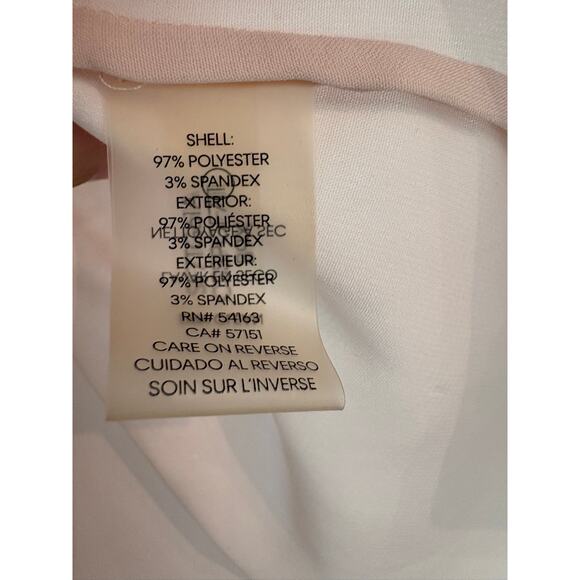 SHELL:
97% POLYESTER
3% SPANDEX
EXTERIOR:
97% POLIÉSTER
3% SPANDEX
EXTÉRIEUR:
97% POLYESTER
3% SPANDEX
RN# 54163
CA# 57151
CARE ON REVERSE
CUIDADO AL REVERSO
SOIN SUR L'INVERSE